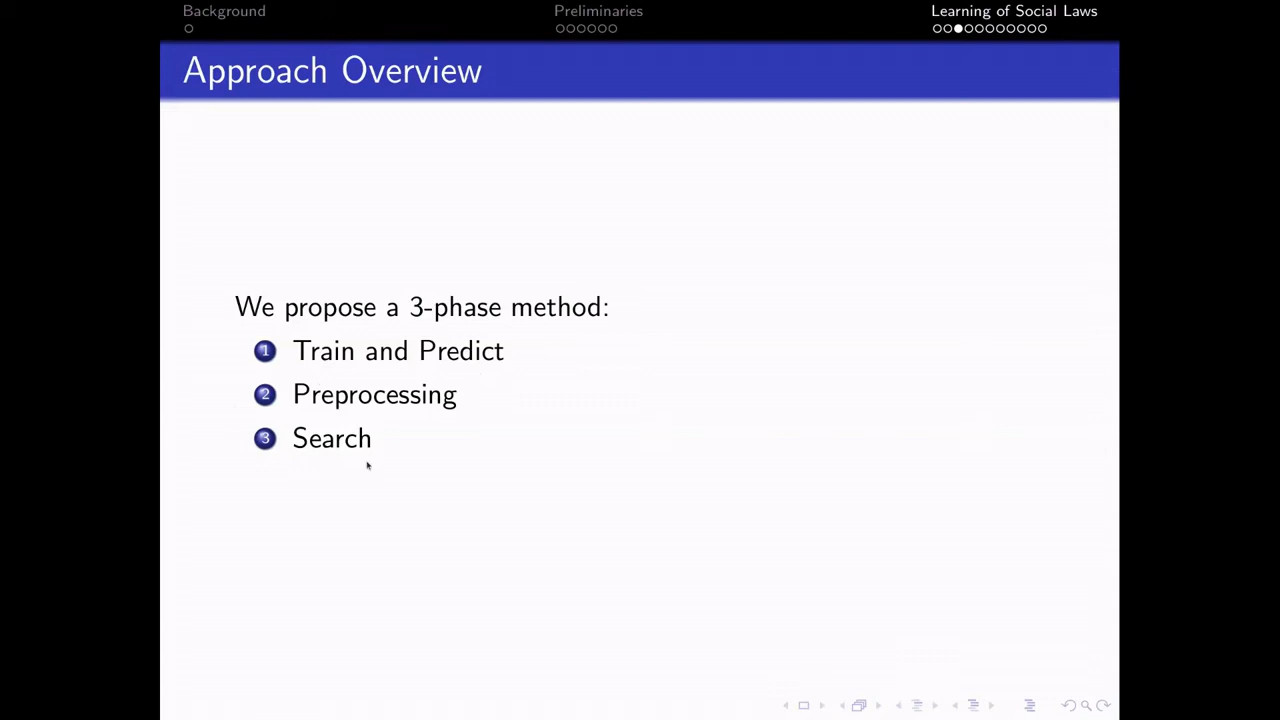 Background
Preliminaries
Learning of Social Laws
Approach Overview
We propose a 3-phase method:
1 Train and Predict
2 Preprocessing
3 Search